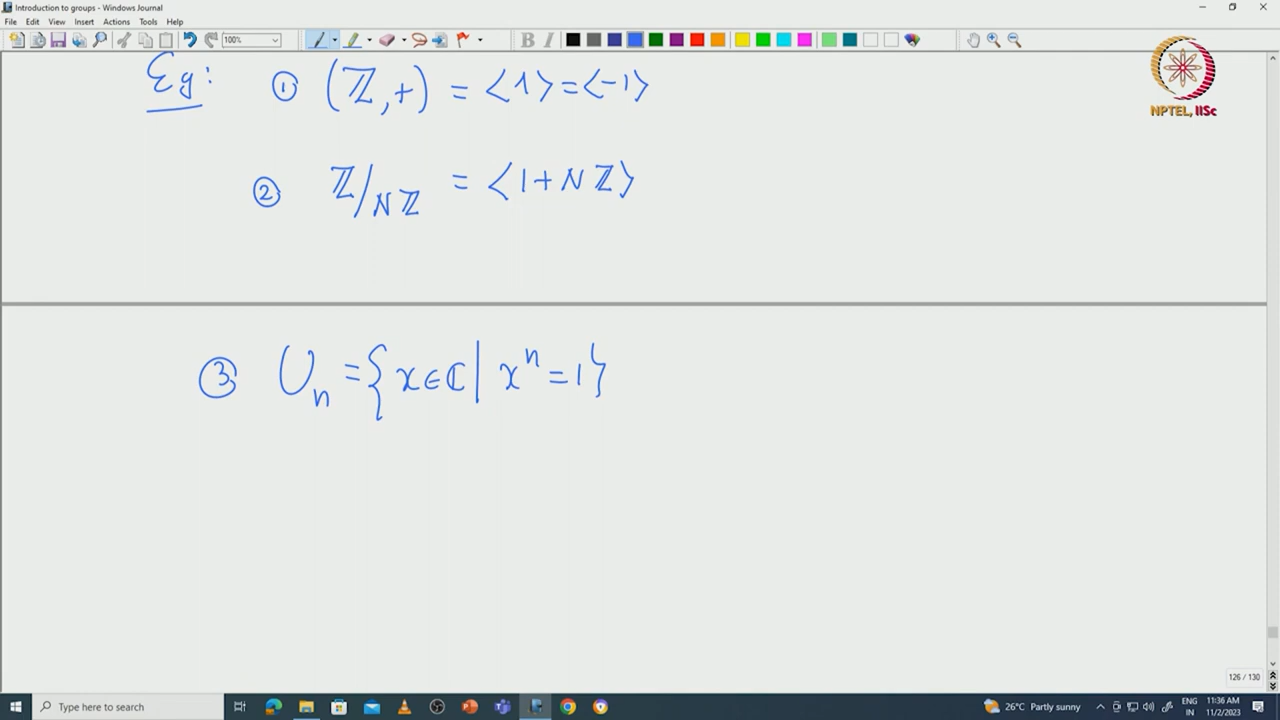 Introduction to groups - Windows Journal
File Edit View Insert Actions Tools Help
100% B I
NPTEL, IISc
Eg: ① (ℤ, +) = ⟨1⟩ = ⟨-1⟩
② ℤ/Nℤ = ⟨1 + Nℤ⟩
③ Uₙ = {x ∈ ℂ | xⁿ = 1}
126 / 130
Type here to search
26°C Partly sunny
ENG
IN
11:36 AM
11/2/2023